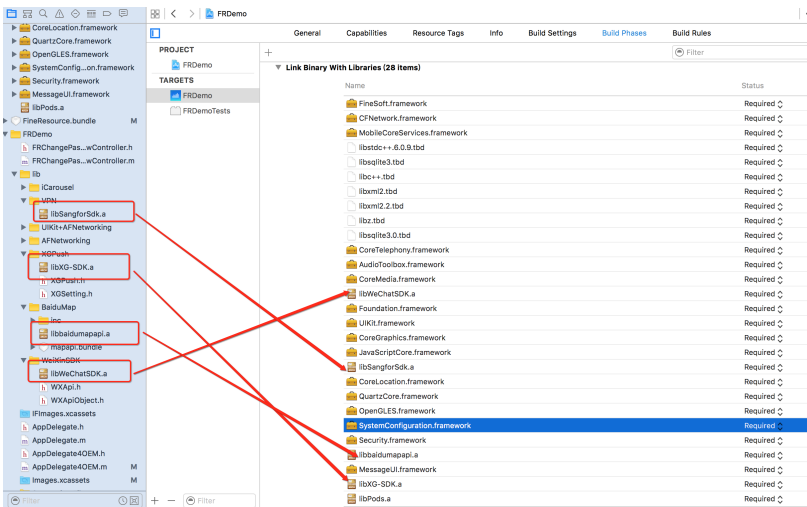 FRDemo
CoreLocation.framework
QuartzCore.framework
OpenGLES.framework
SystemConfig...on.framework
Security.framework
MessageUI.framework
libPods.a
FineResource.bundle M
FRDemo
FRChangePas...wController.h
FRChangePas...wController.m
lib
iCarousel
VPN
libSangforSdk.a
UIKit+AFNetworking
AFNetworking
XGPush
libXG-SDK.a
XGPush.h
XGSetting.h
BaiduMap
inc
libbaidumapapi.a
mapapi.bundle
WeiXinSDK
libWeChatSDK.a
WXApi.h
WXApiObject.h
IFImages.xcassets
AppDelegate.h
AppDelegate.m
AppDelegate4OEM.h
AppDelegate4OEM.m M
Images.xcassets M
Filter
PROJECT
FRDemo
TARGETS
FRDemo
FRDemoTests
Filter
General Capabilities Resource Tags Info Build Settings Build Phases Build Rules
Filter
Link Binary With Libraries (28 items)
Name Status
FineSoft.framework Required
CFNetwork.framework Required
MobileCoreServices.framework Required
libstdc++.6.0.9.tbd Required
libsqlite3.tbd Required
libc++.tbd Required
libxml2.tbd Required
libxml2.2.tbd Required
libz.tbd Required
libsqlite3.0.tbd Required
CoreTelephony.framework Required
AudioToolbox.framework Required
CoreMedia.framework Required
libWeChatSDK.a Required
Foundation.framework Required
UIKit.framework Required
CoreGraphics.framework Required
JavaScriptCore.framework Required
libSangforSdk.a Required
CoreLocation.framework Required
QuartzCore.framework Required
OpenGLES.framework Required
SystemConfiguration.framework Required
Security.framework Required
libbaidumapapi.a Required
MessageUI.framework Required
libXG-SDK.a Required
libPods.a Required